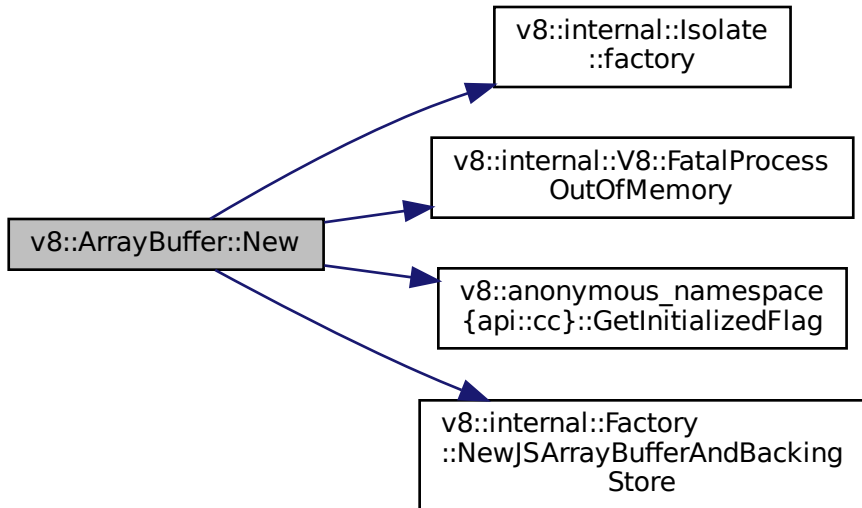 v8::internal::Isolate
::factory
v8::internal::V8::FatalProcess
OutOfMemory
v8::ArrayBuffer::New
v8::anonymous_namespace
{api::cc}::GetInitializedFlag
v8::internal::Factory
::NewJSArrayBufferAndBacking
Store